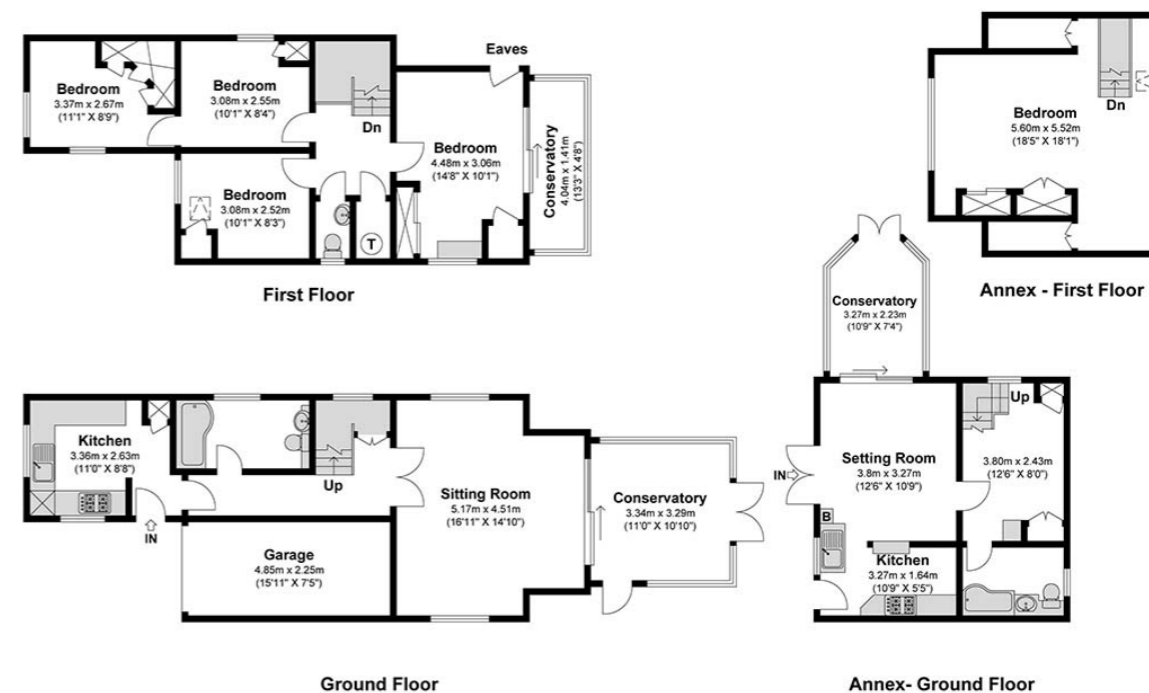 Eaves
Bedroom
3.37m x 2.67m
(11'1" X 8'9")
Bedroom
3.08m x 2.55m
(10'1" X 8'4")
Dn
Bedroom
4.48m x 3.06m
(14'8" X 10'1")
Conservatory
4.04m x 1.41m
(13'3" X 4'8")
Bedroom
3.08m x 2.52m
(10'1" X 8'3")
T
First Floor
Dn
Bedroom
5.60m x 5.52m
(18'5" X 18'1")
Annex - First Floor
Kitchen
3.36m x 2.63m
(11'0" X 8'8")
IN
Up
Sitting Room
5.17m x 4.51m
(16'11" X 14'10")
Conservatory
3.34m x 3.29m
(11'0" X 10'10")
Garage
4.85m x 2.25m
(15'11" X 7'5")
Ground Floor
Conservatory
3.27m x 2.23m
(10'9" X 7'4")
Up
Setting Room
3.8m x 3.27m
(12'6" X 10'9")
IN
3.80m x 2.43m
(12'6" X 8'0")
B
Kitchen
3.27m x 1.64m
(10'9" X 5'5")
Annex- Ground Floor